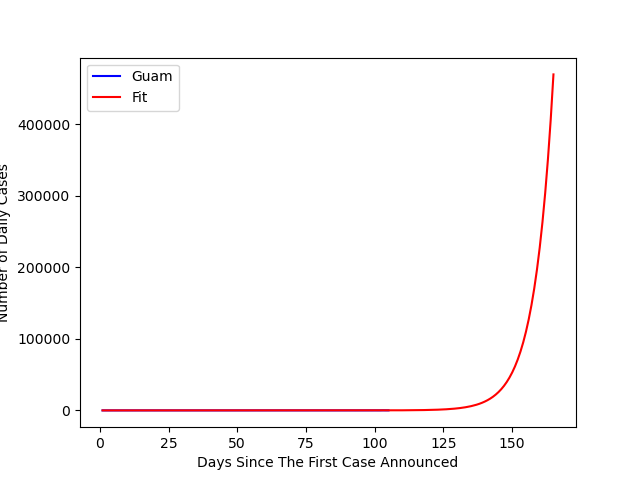 Guam
Fit
400000
300000
200000
100000
0
Number of Daily Cases
0 25 50 75 100 125 150
Days Since The First Case Announced